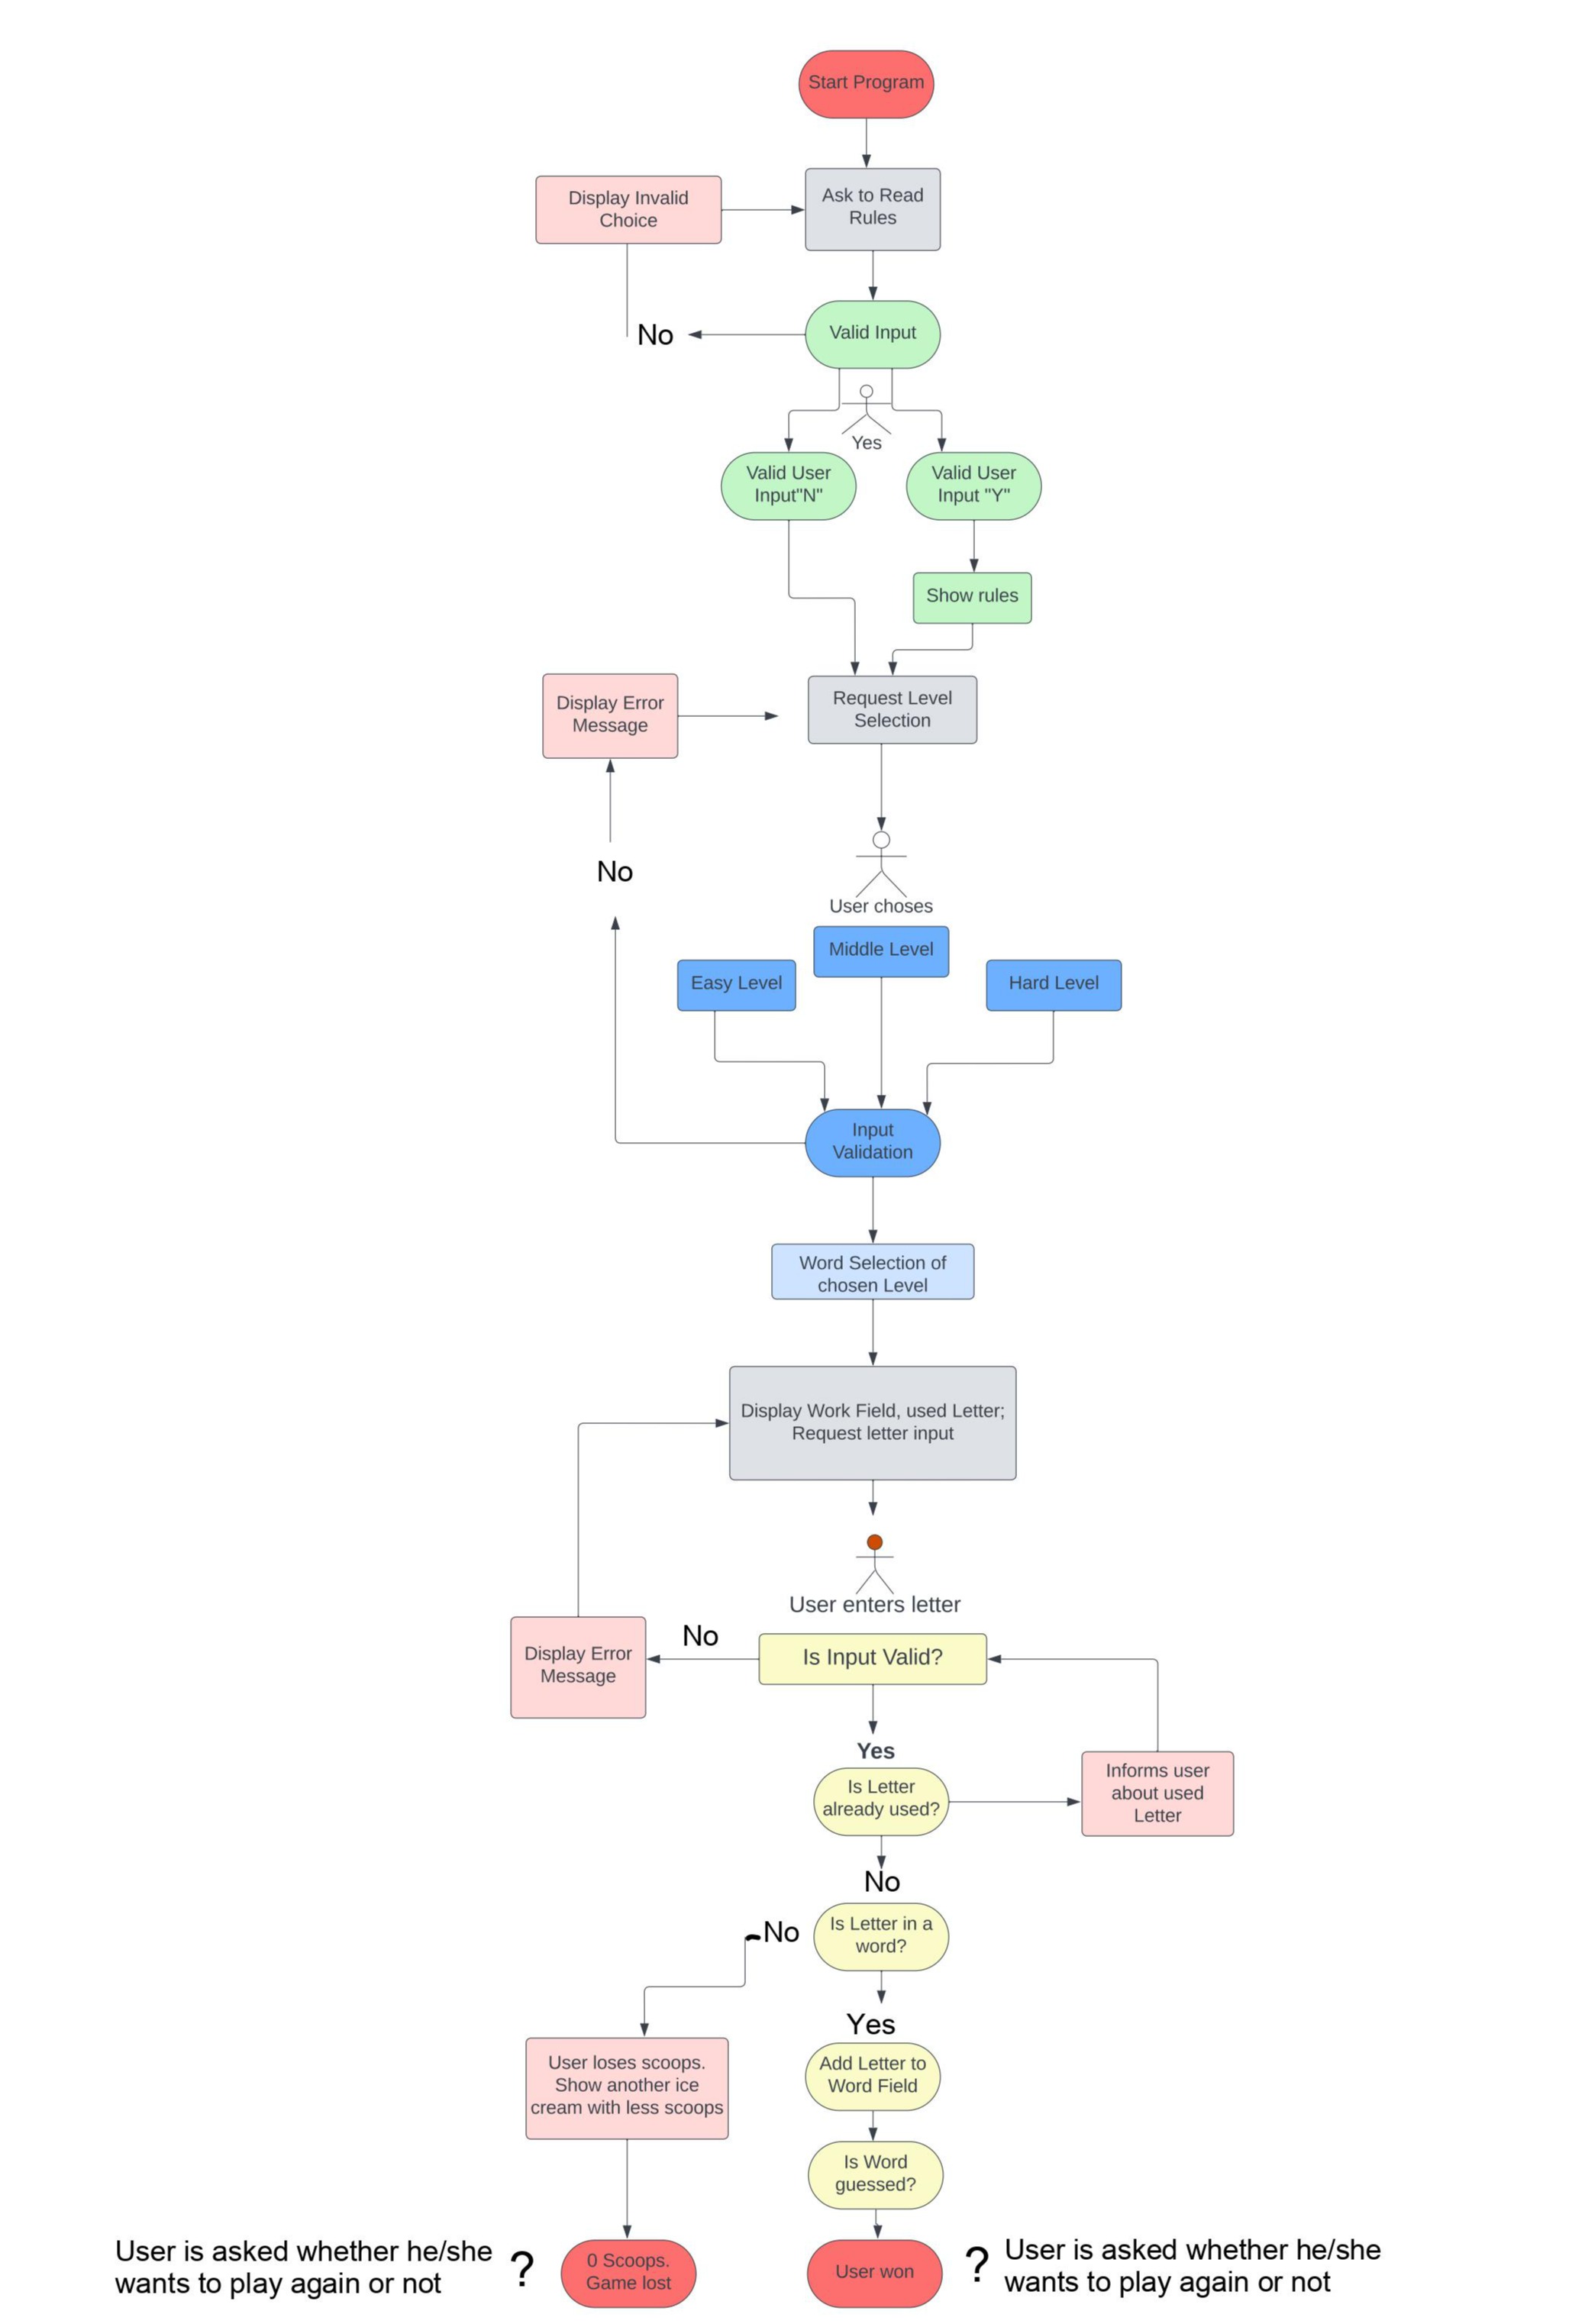 Start Program
Display Invalid
Choice
Ask to Read
Rules
Valid Input
No
Yes
Valid User
Input"N"
Valid User
Input "Y"
Show rules
Display Error
Message
Request Level
Selection
No
User choses
Middle Level
Easy Level
Hard Level
Input
Validation
Word Selection of
chosen Level
Display Work Field, used Letter;
Request letter input
User enters letter
No
Is Input Valid?
Display Error
Message
Yes
Is Letter
already used?
Informs user
about used
Letter
No
Is Letter in a
word?
No
Yes
User loses scoops.
Show another ice
cream with less scoops
Add Letter to
Word Field
Is Word
guessed?
User is asked whether he/she
wants to play again or not
?
0 Scoops.
Game lost
User won
?
User is asked whether he/she
wants to play again or not